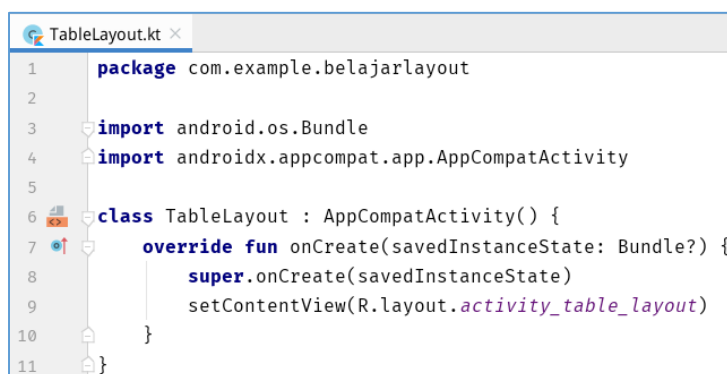 TableLayout.kt
1 package com.example.belajarlayout
2
3 import android.os.Bundle
4 import androidx.appcompat.app.AppCompatActivity
5
6 class TableLayout : AppCompatActivity() {
7 override fun onCreate(savedInstanceState: Bundle?) {
8 super.onCreate(savedInstanceState)
9 setContentView(R.layout.activity_table_layout)
10 }
11 }